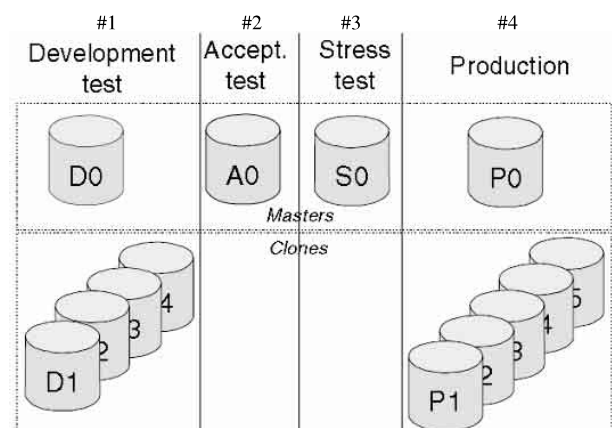 #1 #2 #3 #4
Development test
Accept. test
Stress test
Production
D0 A0 S0 P0
Masters
Clones
4
3
2
D1
5
4
3
2
P1